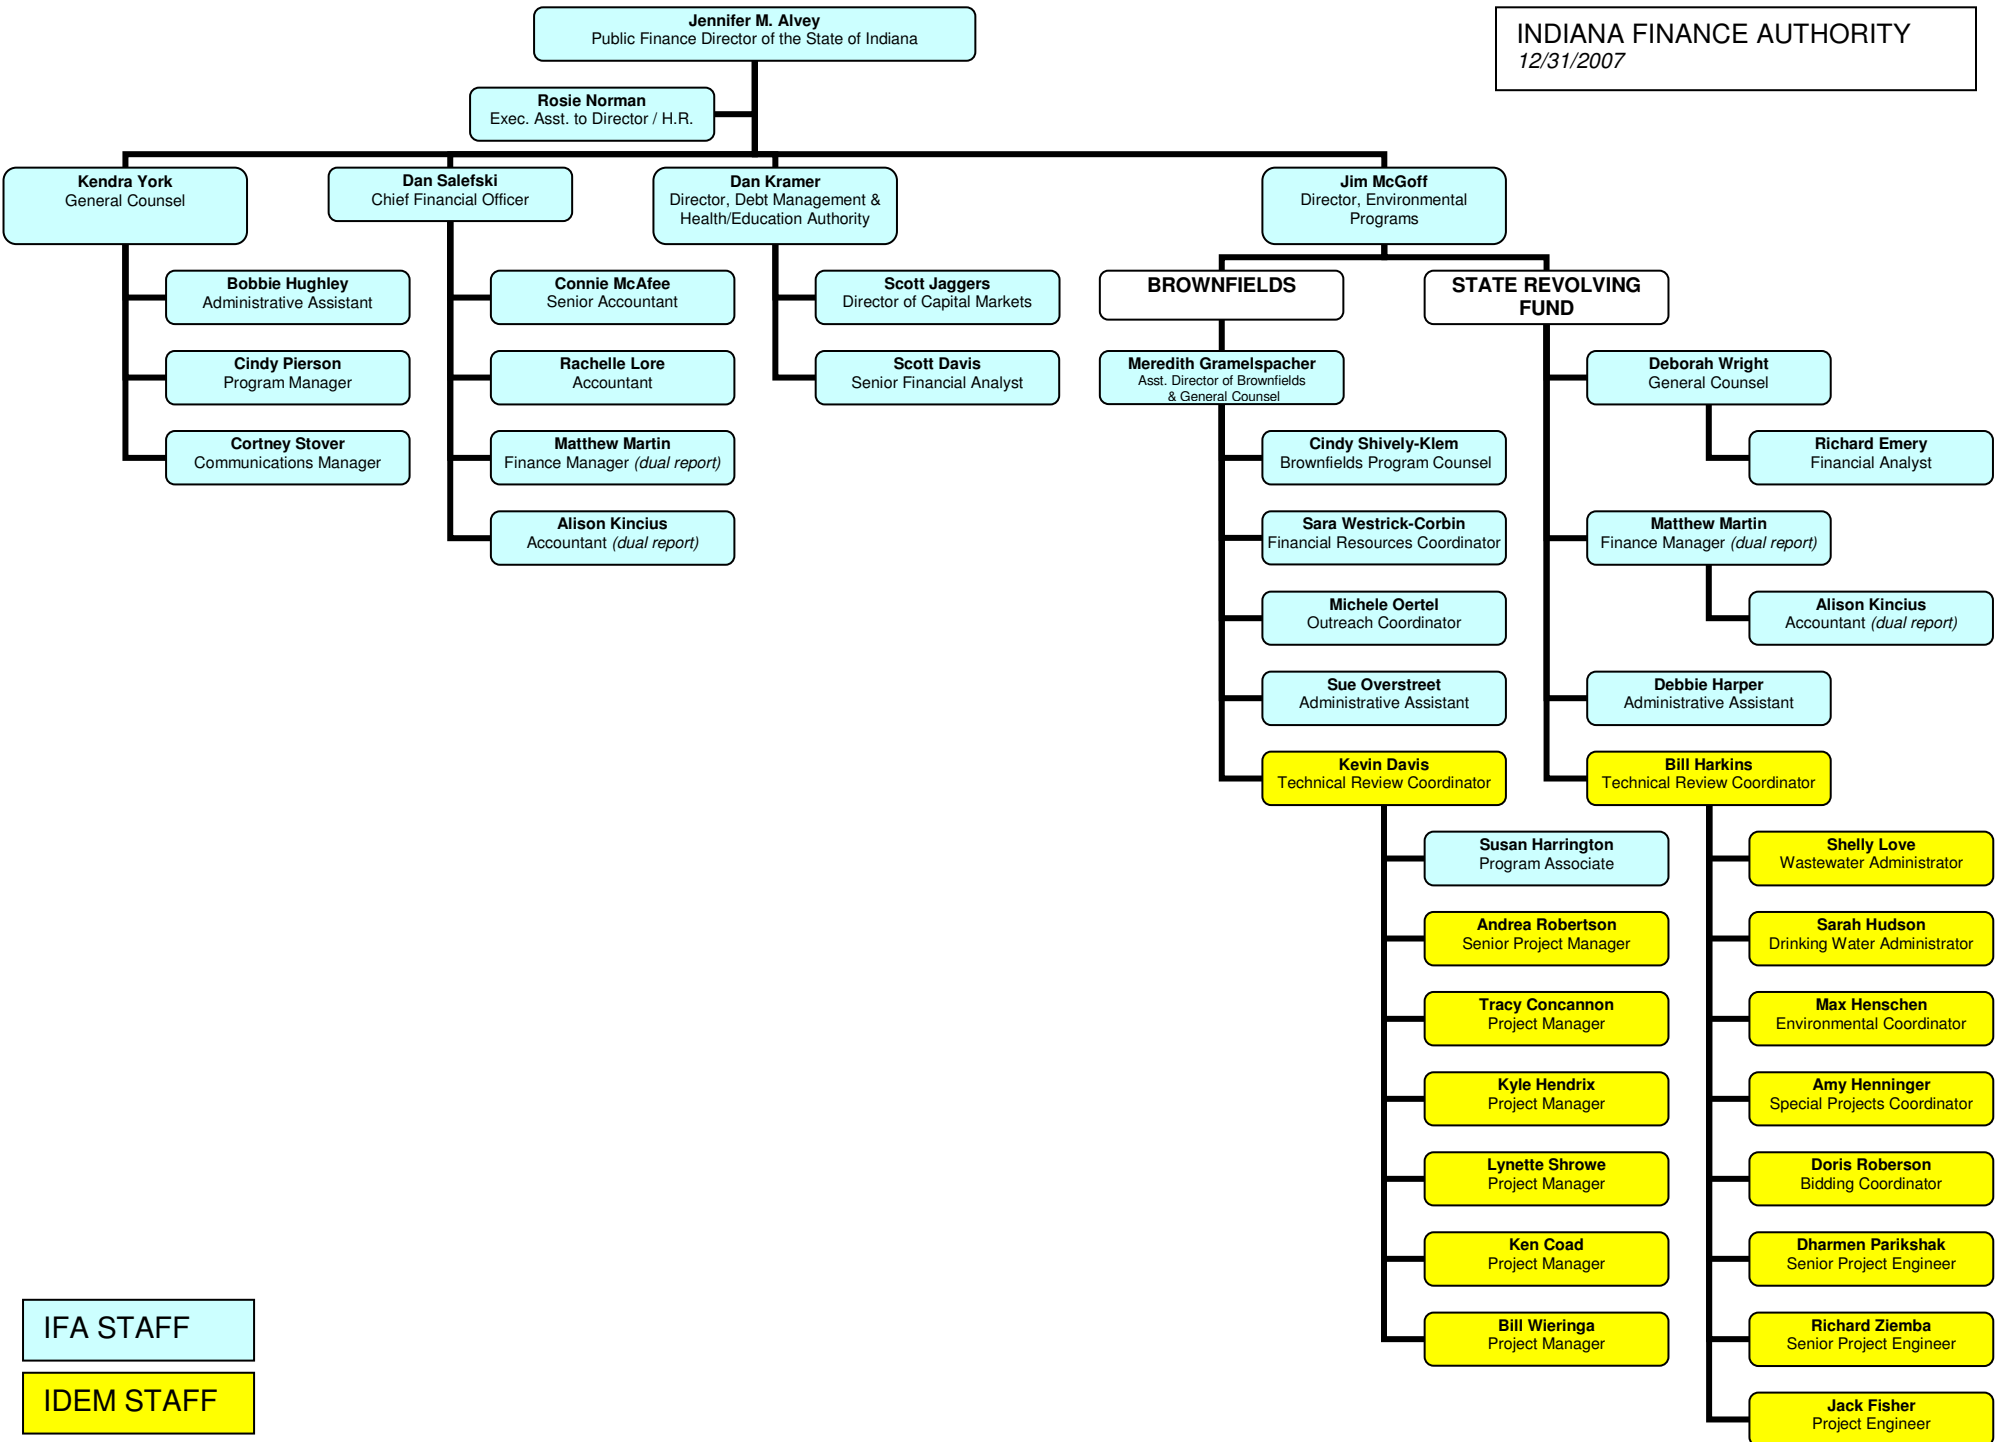 Jennifer M. Alvey
Public Finance Director of the State of Indiana
INDIANA FINANCE AUTHORITY
12/31/2007
Rosie Norman
Exec. Asst. to Director / H.R.
Kendra York
General Counsel
Dan Salefski
Chief Financial Officer
Dan Kramer
Director, Debt Management &
Health/Education Authority
Jim McGoff
Director, Environmental
Programs
Bobbie Hughley
Administrative Assistant
Cindy Pierson
Program Manager
Cortney Stover
Communications Manager
Connie McAfee
Senior Accountant
Rachelle Lore
Accountant
Matthew Martin
Finance Manager (dual report)
Alison Kincius
Accountant (dual report)
Scott Jaggers
Director of Capital Markets
Scott Davis
Senior Financial Analyst
BROWNFIELDS
Meredith Gramelspacher
Asst. Director of Brownfields
& General Counsel
Cindy Shively-Klem
Brownfields Program Counsel
Sara Westrick-Corbin
Financial Resources Coordinator
Michele Oertel
Outreach Coordinator
Sue Overstreet
Administrative Assistant
Kevin Davis
Technical Review Coordinator
Susan Harrington
Program Associate
Andrea Robertson
Senior Project Manager
Tracy Concannon
Project Manager
Kyle Hendrix
Project Manager
Lynette Shrowe
Project Manager
Ken Coad
Project Manager
Bill Wieringa
Project Manager
STATE REVOLVING
FUND
Deborah Wright
General Counsel
Richard Emery
Financial Analyst
Matthew Martin
Finance Manager (dual report)
Alison Kincius
Accountant (dual report)
Debbie Harper
Administrative Assistant
Bill Harkins
Technical Review Coordinator
Shelly Love
Wastewater Administrator
Sarah Hudson
Drinking Water Administrator
Max Henschen
Environmental Coordinator
Amy Henninger
Special Projects Coordinator
Doris Roberson
Bidding Coordinator
Dharmen Parikshak
Senior Project Engineer
Richard Ziemba
Senior Project Engineer
Jack Fisher
Project Engineer
IFA STAFF
IDEM STAFF